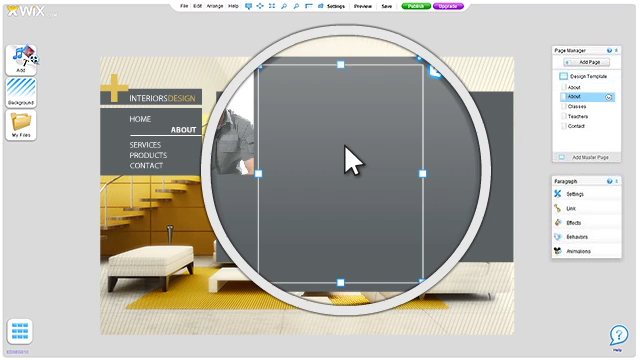 WiX
File Edit Arrange Help Settings Preview Save Publish Upgrade
Add
Background
My Files
INTERIORSDESIGN
HOME
ABOUT
SERVICES
PRODUCTS
CONTACT
Page Manager
Add Page
Design Template
About
About
Classes
Teachers
Contact
Add Master Page
Paragraph
Settings
Link
Effects
Behaviors
Animations
Help